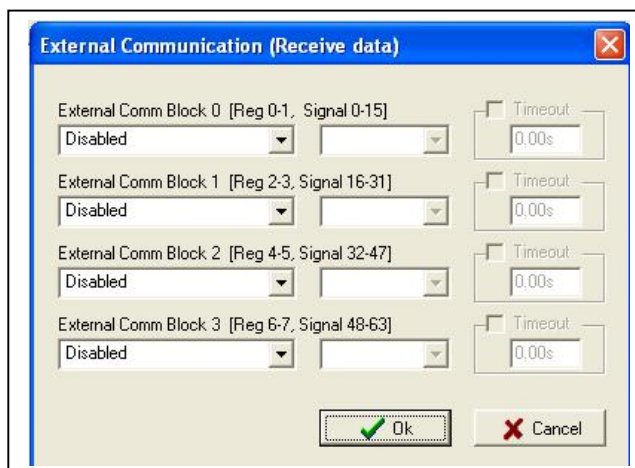 External Communication (Receive data)
External Comm Block 0 [Reg 0-1, Signal 0-15]
Timeout
Disabled
0.00s
External Comm Block 1 [Reg 2-3, Signal 16-31]
Timeout
Disabled
0.00s
External Comm Block 2 [Reg 4-5, Signal 32-47]
Timeout
Disabled
0.00s
External Comm Block 3 [Reg 6-7, Signal 48-63]
Timeout
Disabled
0.00s
Ok
Cancel